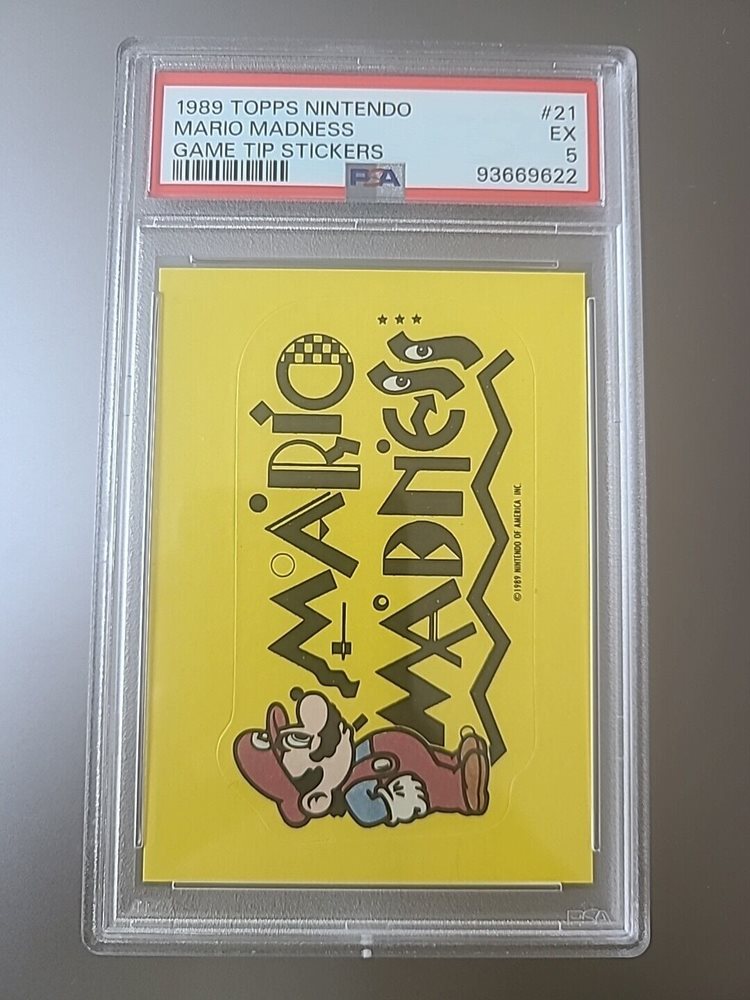 1989 TOPPS NINTENDO #21
MARIO MADNESS EX
GAME TIP STICKERS 5
PSA 93669622
MARIO
MADNESS
©1989 NINTENDO OF AMERICA INC.
PSA